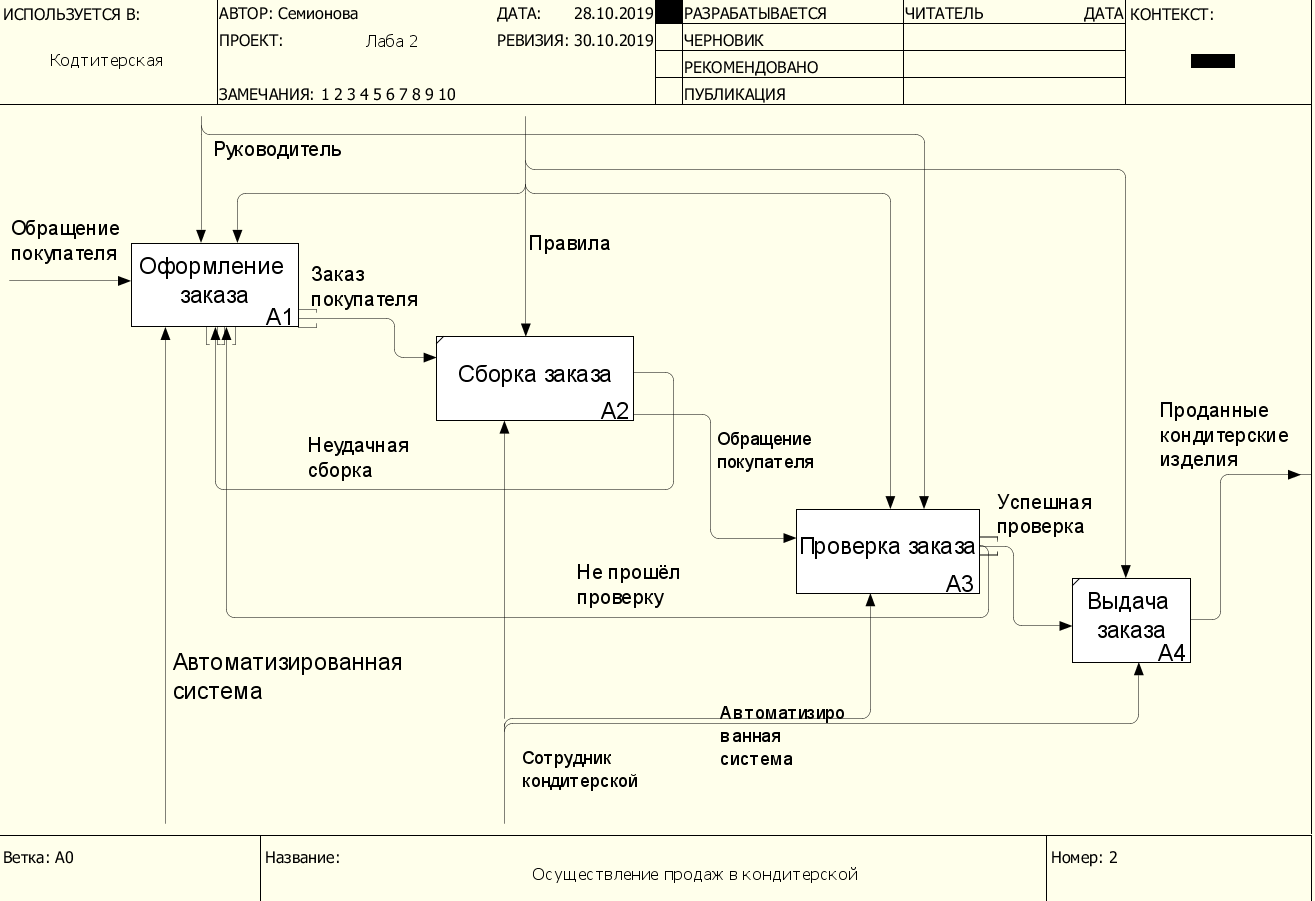 ИСПОЛЬЗУЕТСЯ В:
Кодтитерская
АВТОР: Семионова
ДАТА: 28.10.2019
ПРОЕКТ: Лаба 2
РЕВИЗИЯ: 30.10.2019
ЗАМЕЧАНИЯ: 1 2 3 4 5 6 7 8 9 10
РАЗРАБАТЫВАЕТСЯ
ЧЕРНОВИК
РЕКОМЕНДОВАНО
ПУБЛИКАЦИЯ
ЧИТАТЕЛЬ ДАТА
КОНТЕКСТ:
Руководитель
Обращение
покупателя
Правила
Оформление
заказа
A1
Заказ
покупателя
Сборка заказа
A2
Неудачная
сборка
Обращение
покупателя
Проданные
кондитерские
изделия
Успешная
проверка
Проверка заказа
A3
Не прошёл
проверку
Выдача
заказа
A4
Автоматизированная
система
Автоматизиро
ванная
система
Сотрудник
кондитерской
Ветка: A0
Название:
Осуществление продаж в кондитерской
Номер: 2